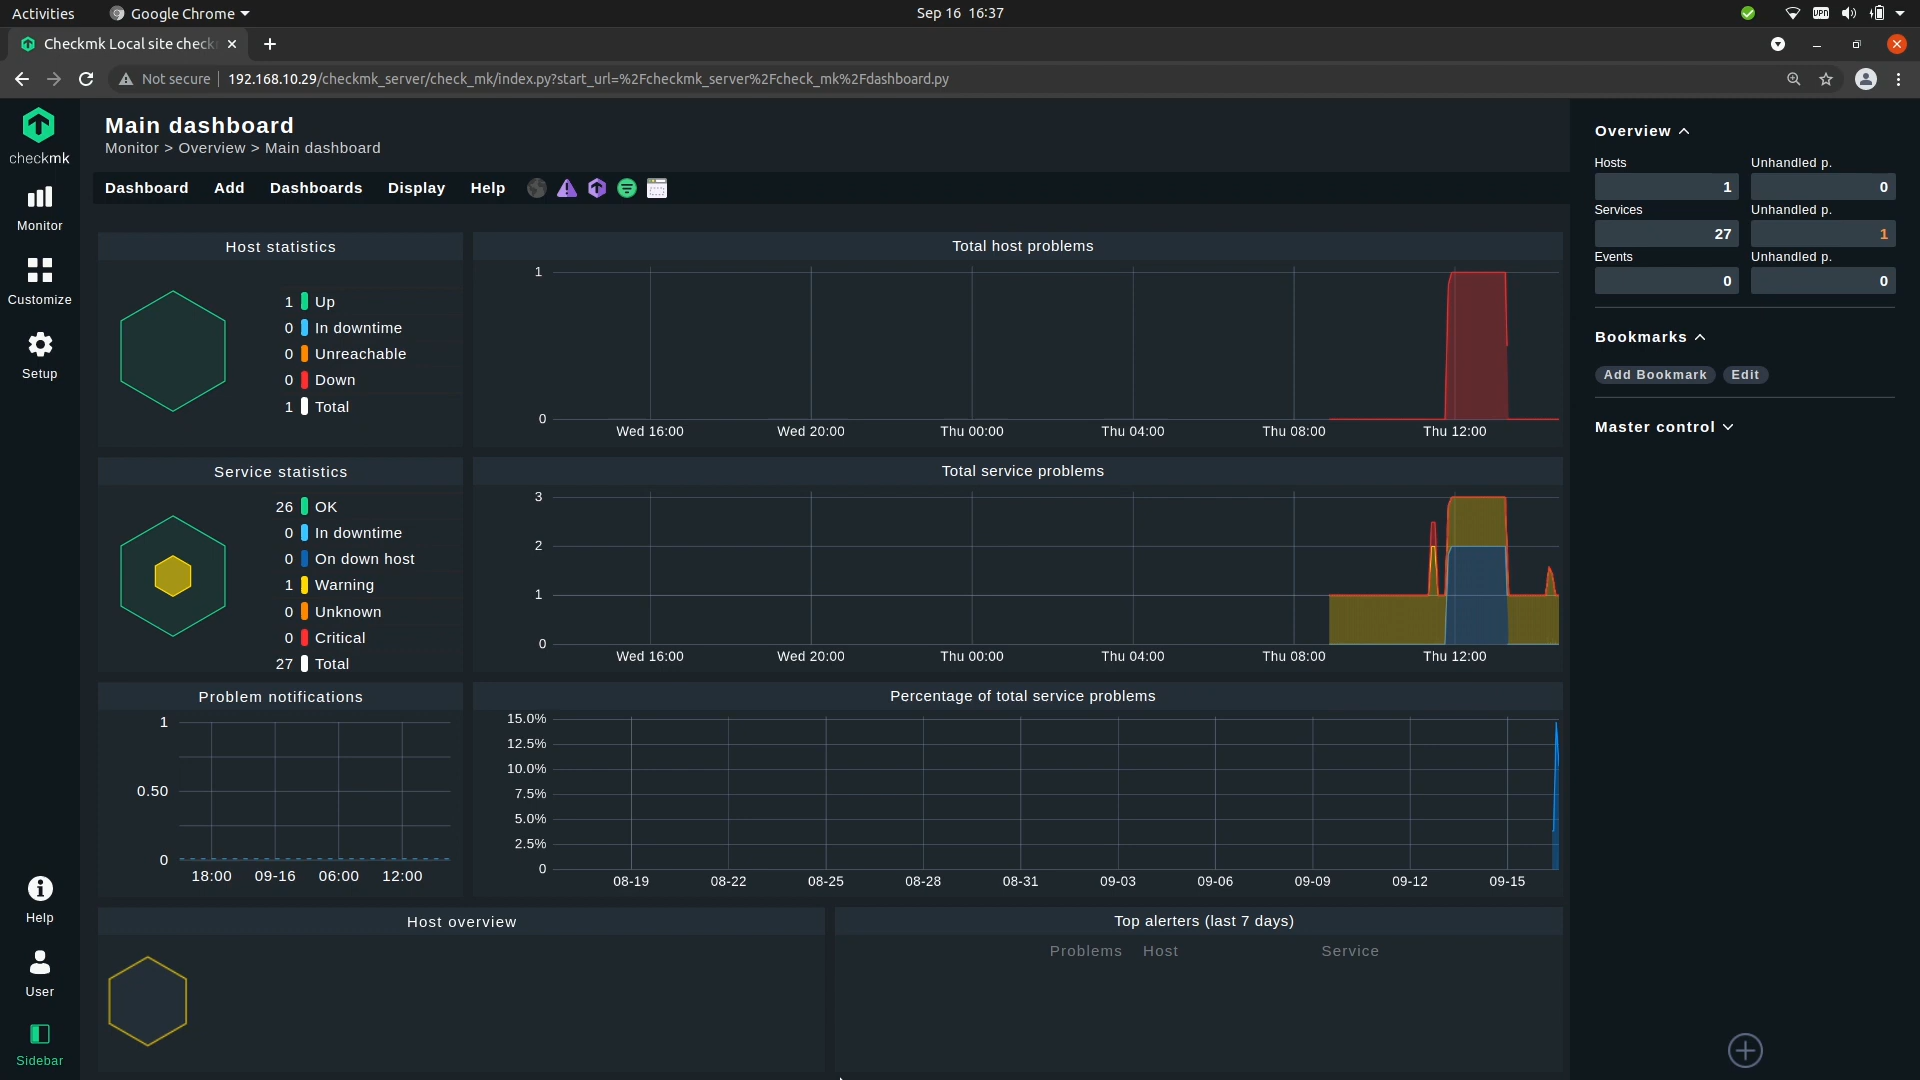 Activities
Google Chrome
Sep 16 16:37
VPN
Checkmk Local site check
Not secure
192.168.10.29/checkmk_server/check_mk/index.py?start_url=%2Fcheckmk_server%2Fcheck_mk%2Fdashboard.py
checkmk
Monitor
Customize
Setup
Help
User
Sidebar
Main dashboard
Monitor > Overview > Main dashboard
Dashboard Add Dashboards Display Help
Host statistics
1 Up
0 In downtime
0 Unreachable
0 Down
1 Total
Total host problems
1
0
Wed 16:00 Wed 20:00 Thu 00:00 Thu 04:00 Thu 08:00 Thu 12:00
Service statistics
26 OK
0 In downtime
0 On down host
1 Warning
0 Unknown
0 Critical
27 Total
Total service problems
3
2
1
0
Wed 16:00 Wed 20:00 Thu 00:00 Thu 04:00 Thu 08:00 Thu 12:00
Problem notifications
1
0.50
0
18:00 09-16 06:00 12:00
Percentage of total service problems
15.0%
12.5%
10.0%
7.5%
5.0%
2.5%
0
08-19 08-22 08-25 08-28 08-31 09-03 09-06 09-09 09-12 09-15
Host overview
Top alerters (last 7 days)
Problems Host Service
Overview
Hosts Unhandled p.
1 0
Services Unhandled p.
27 1
Events Unhandled p.
0 0
Bookmarks
Add Bookmark Edit
Master control